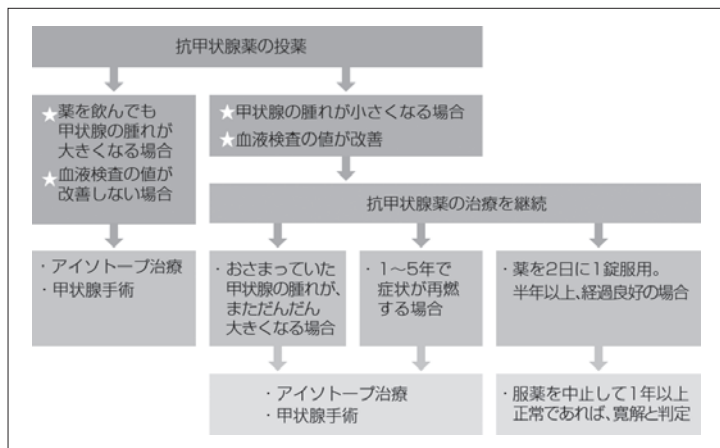 抗甲状腺薬の投薬
★薬を飲んでも
甲状腺の腫れが
大きくなる場合
★血液検査の値が
改善しない場合
★甲状腺の腫れが小さくなる場合
★血液検査の値が改善
抗甲状腺薬の治療を継続
・アイソトープ治療
・甲状腺手術
・おさまっていた
甲状腺の腫れが、
まただんだん
大きくなる場合
・1〜5年で
症状が再燃
する場合
・薬を2日に1錠服用。
半年以上、経過良好の場合
・アイソトープ治療
・甲状腺手術
・服薬を中止して1年以上
正常であれば、寛解と判定